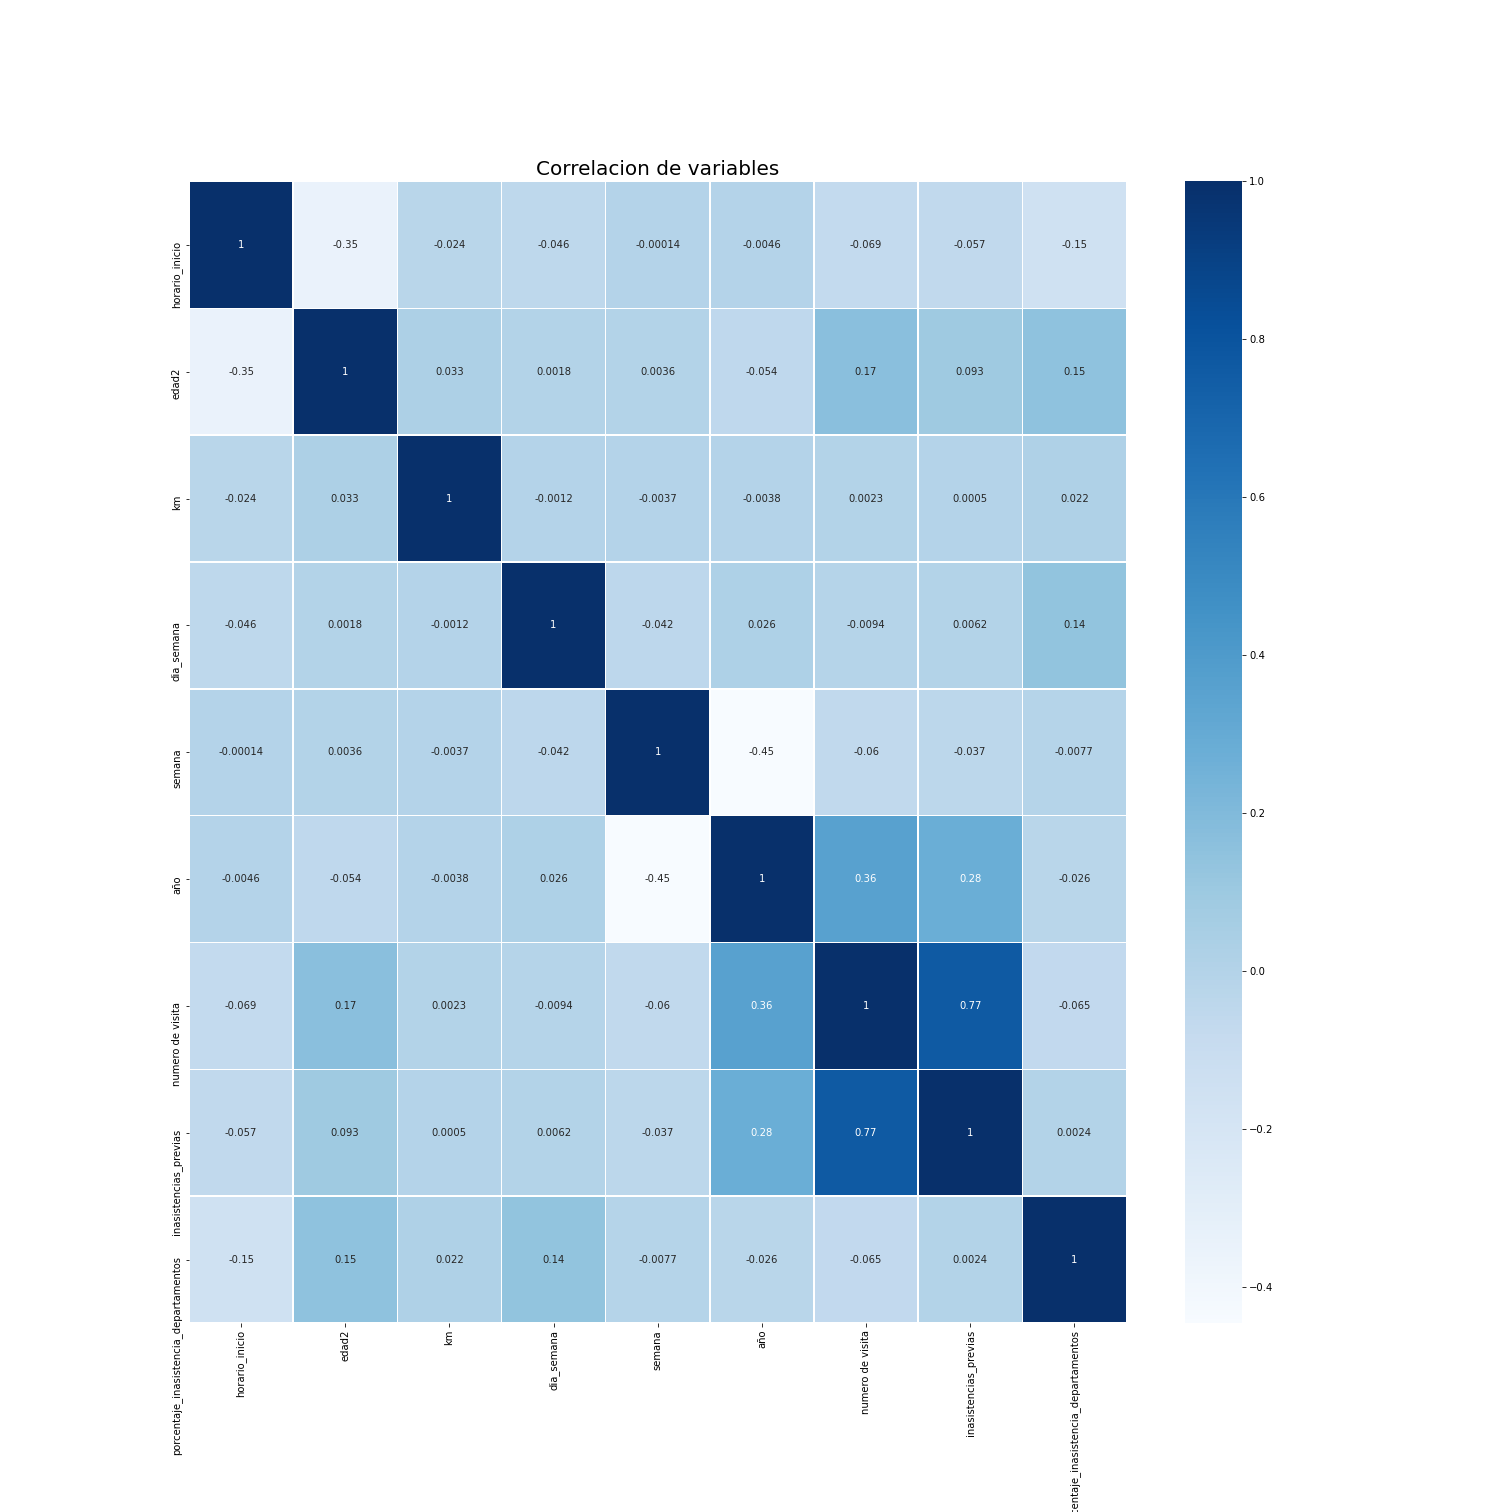 Correlacion de variables
horario_inicio
1 -0.35 -0.024 -0.046 -0.00014 -0.0046 -0.069 -0.057 -0.15
edad2
-0.35 1 0.033 0.0018 0.0036 -0.054 0.17 0.093 0.15
km
-0.024 0.033 1 -0.0012 -0.0037 -0.0038 0.0023 0.0005 0.022
dia_semana
-0.046 0.0018 -0.0012 1 -0.042 0.026 -0.0094 0.0062 0.14
semana
-0.00014 0.0036 -0.0037 -0.042 1 -0.45 -0.06 -0.037 -0.0077
año
-0.0046 -0.054 -0.0038 0.026 -0.45 1 0.36 0.28 -0.026
numero de visita
-0.069 0.17 0.0023 -0.0094 -0.06 0.36 1 0.77 -0.065
inasistencias_previas
-0.057 0.093 0.0005 0.0062 -0.037 0.28 0.77 1 0.0024
porcentaje_inasistencia_departamentos
-0.15 0.15 0.022 0.14 -0.0077 -0.026 -0.065 0.0024 1
horario_inicio
edad2
km
dia_semana
semana
año
numero de visita
inasistencias_previas
entaje_inasistencia_departamentos
1.0
0.8
0.6
0.4
0.2
0.0
−0.2
−0.4